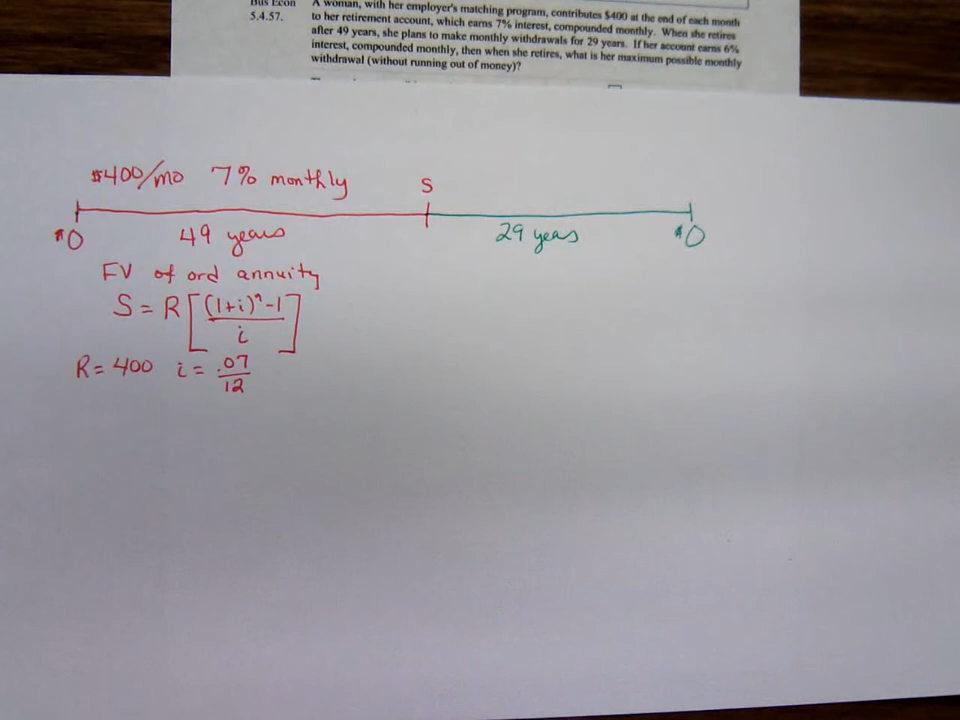 Bus Econ
5.4.57.
A woman, with her employer's matching program, contributes $400 at the end of each month
to her retirement account, which earns 7% interest, compounded monthly. When she retires
after 49 years, she plans to make monthly withdrawals for 29 years. If her account earns 6%
interest, compounded monthly, then when she retires, what is her maximum possible monthly
withdrawal (without running out of money)?
$400/mo 7% monthly S
$0 49 years 29 years $0
FV of ord annuity
S = R [ (1+i)^n - 1 / i ]
R = 400 i = .07/12